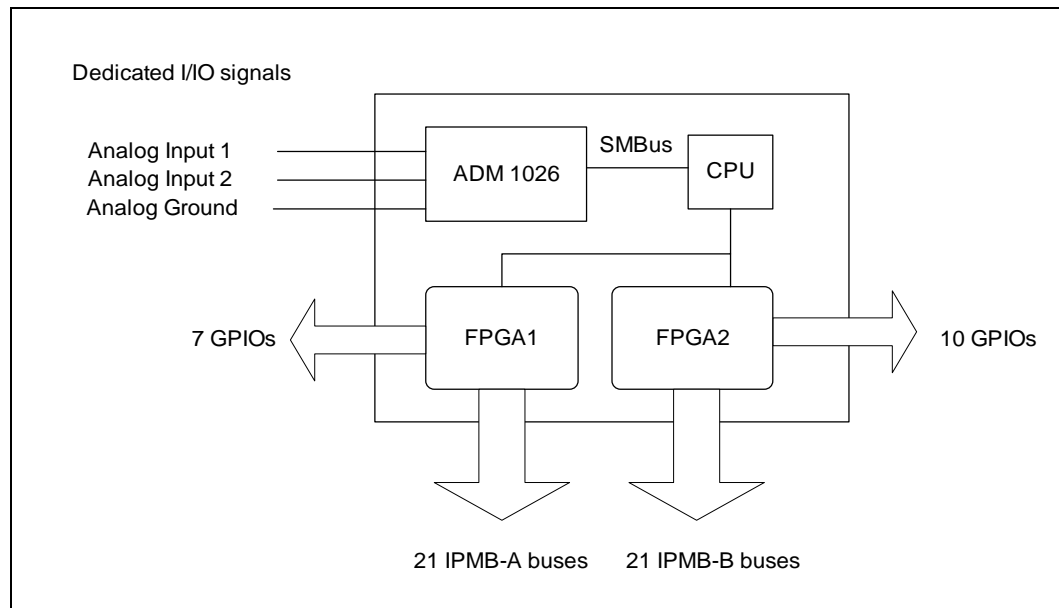 Dedicated I/IO signals
Analog Input 1
Analog Input 2
Analog Ground
ADM 1026
SMBus
CPU
7 GPIOs
FPGA1
FPGA2
10 GPIOs
21 IPMB-A buses
21 IPMB-B buses